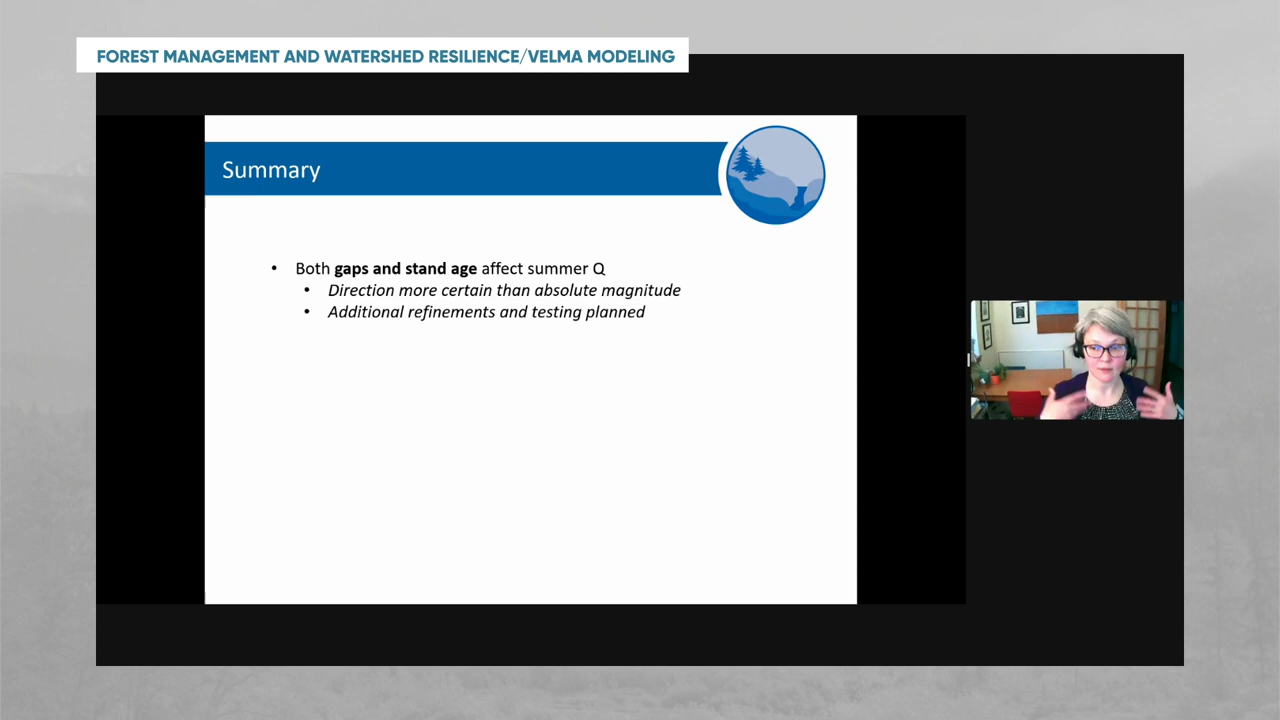 FOREST MANAGEMENT AND WATERSHED RESILIENCE/VELMA MODELING
Summary
• Both gaps and stand age affect summer Q
• Direction more certain than absolute magnitude
• Additional refinements and testing planned